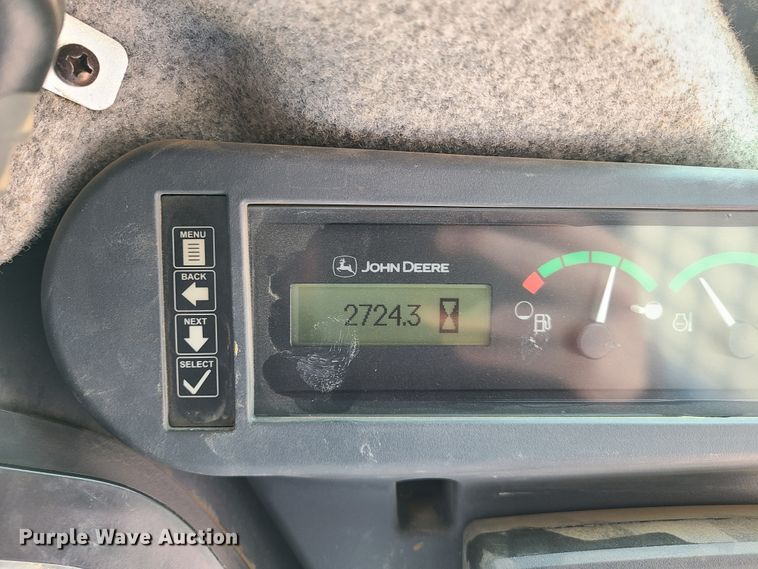 MENU
BACK
NEXT
SELECT
JOHN DEERE
2724.3
Purple Wave Auction